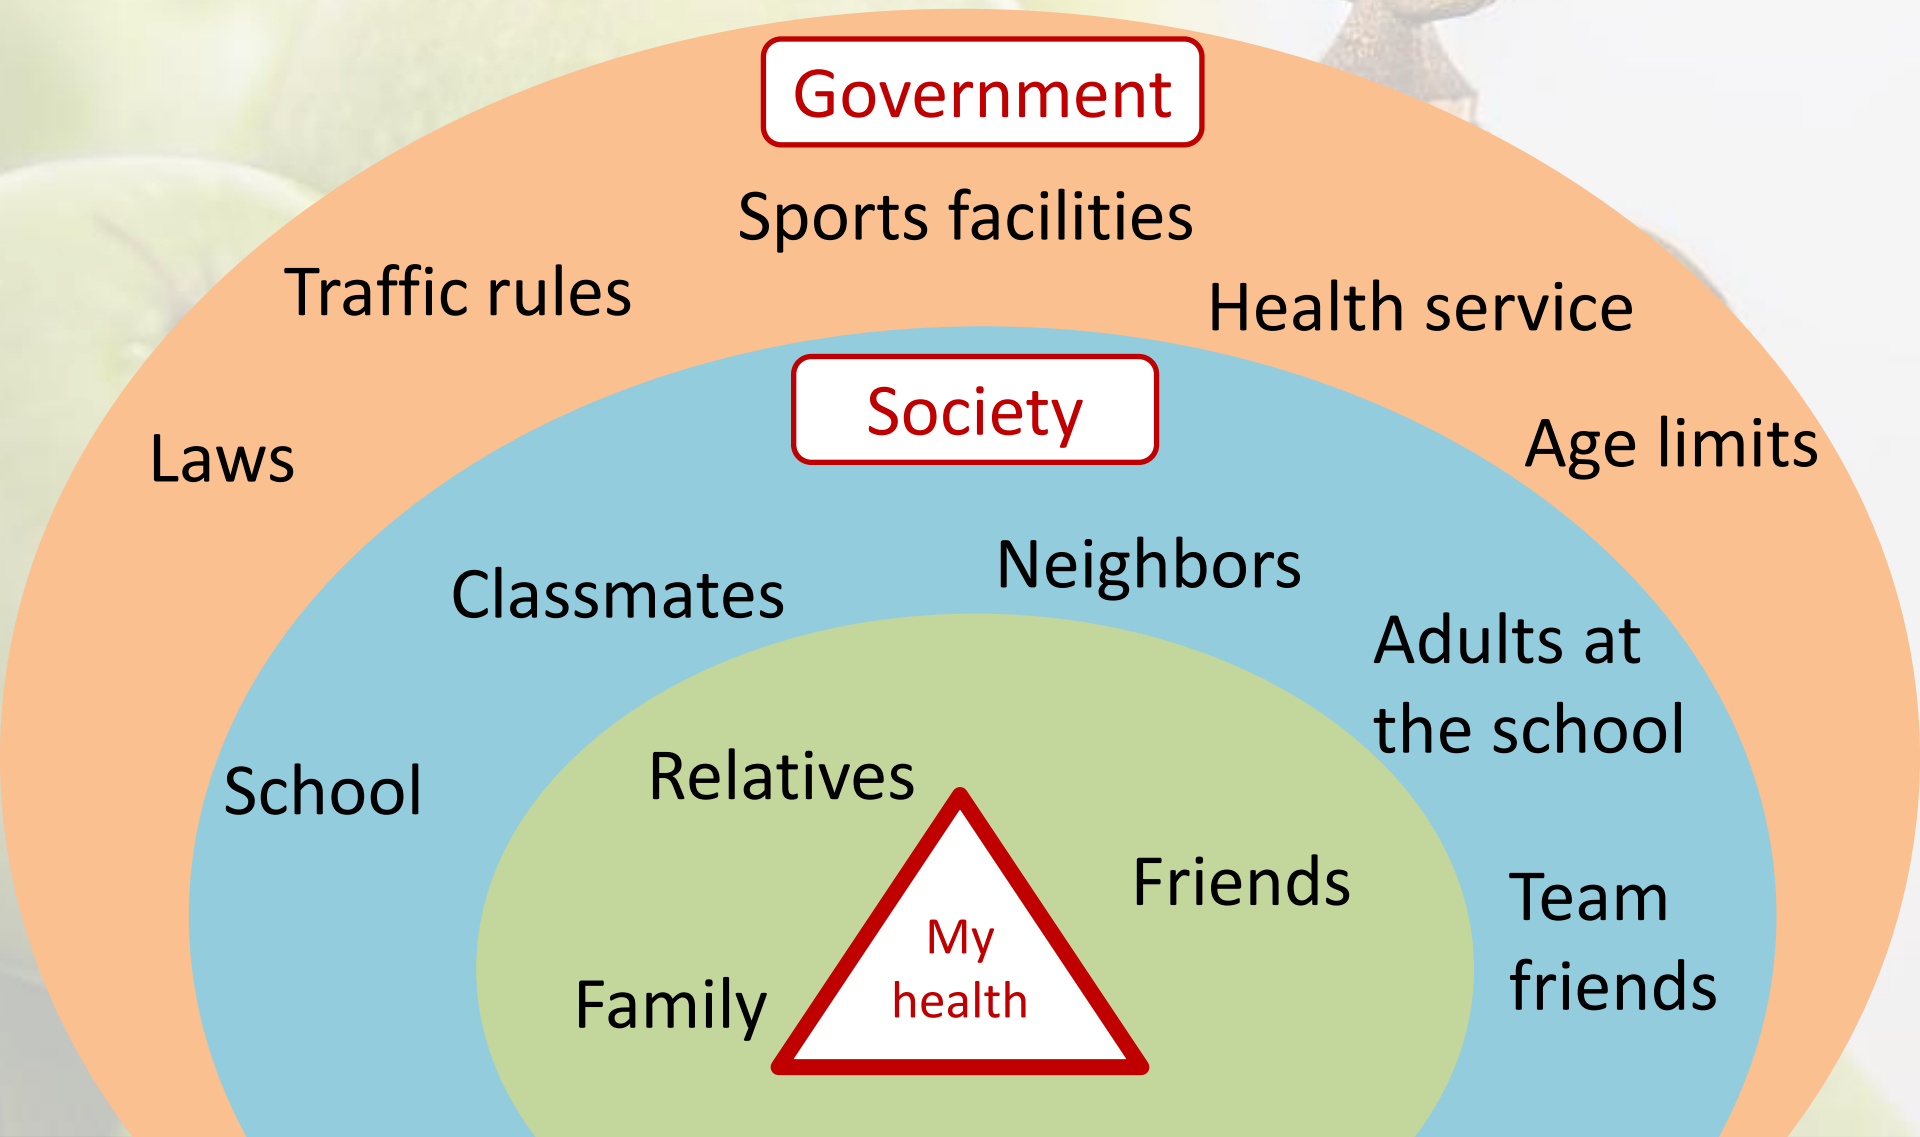 Government
Sports facilities
Traffic rules
Health service
Society
Laws
Age limits
Neighbors
Classmates
Adults at
the school
Relatives
School
Friends
Team
friends
My
health
Family